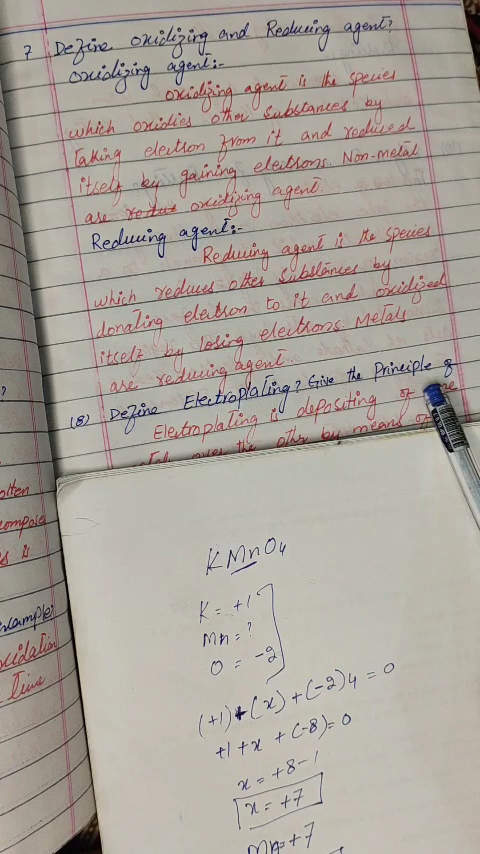 7 Define oxidizing and Reducing agent?
oxidizing agent:-
oxidizing agent is the species
which oxidies other substances by
Taking electron from it and reduced
itself by gaining electrons. Non-metal
are oxidizing agent.
Reducing agent:-
Reducing agent is the species
which reduces other substances by
donating electron to it and oxidized
itself by losing electrons. Metals
are reducing agent.
(8) Define Electroplating? Give the Principle of
Electroplating is depositing of one
over the other by means of
KMnO4
K = +1
Mn = ?
O = -2
(+1) + (x) + (-2)4 = 0
+1 + x + (-8) = 0
x = +8-1
x = +7
Mn = +7